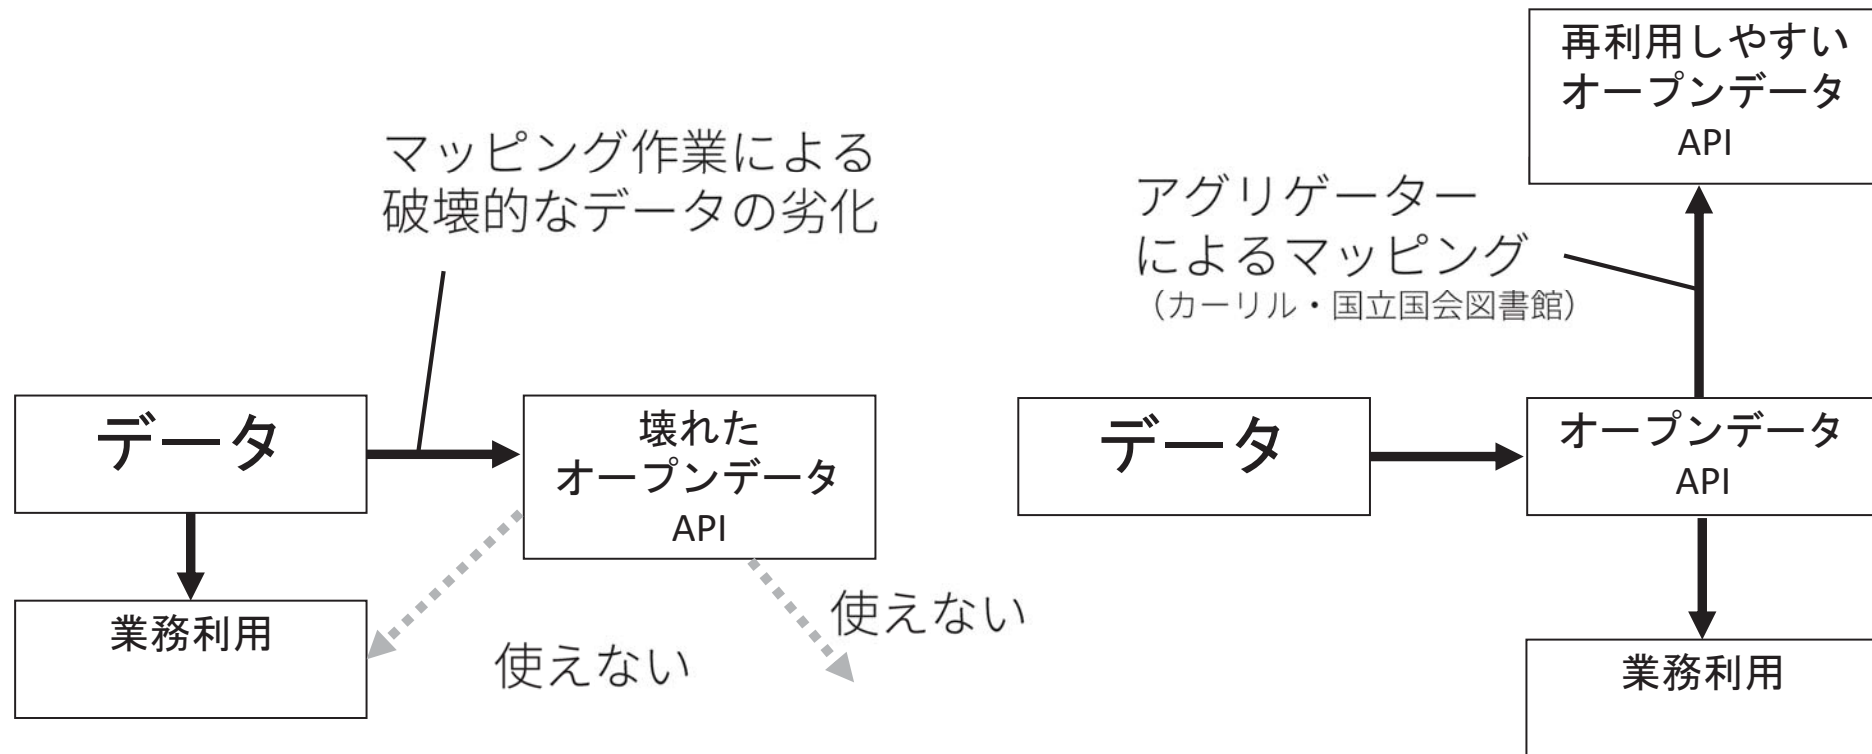 マッピング作業による
破壊的なデータの劣化
データ
壊れた
オープンデータ
API
業務利用
使えない
使えない
再利用しやすい
オープンデータ
API
アグリゲーター
によるマッピング
（カーリル・国立国会図書館）
データ
オープンデータ
API
業務利用